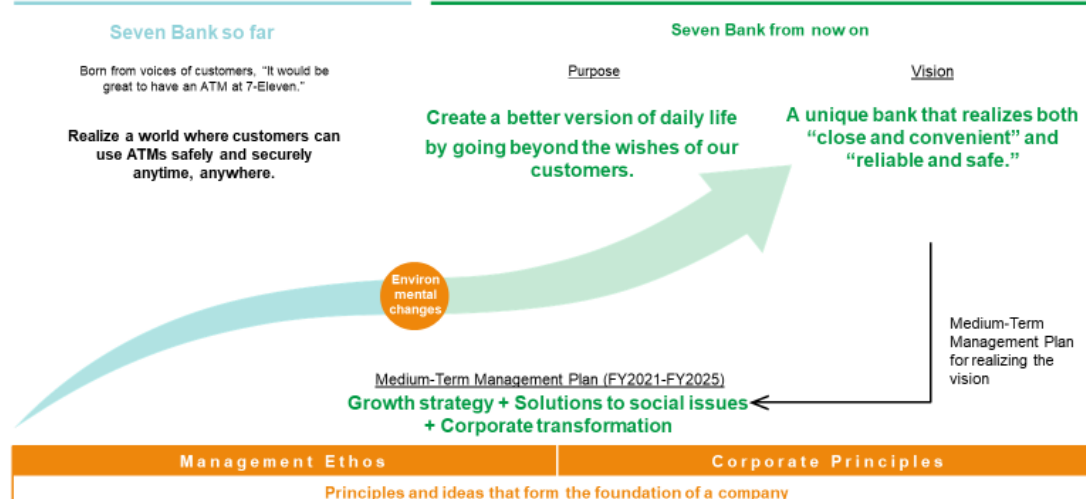 Seven Bank so far
Born from voices of customers, "It would be
great to have an ATM at 7-Eleven."
Realize a world where customers can
use ATMs safely and securely
anytime, anywhere.
Seven Bank from now on
Purpose
Create a better version of daily life
by going beyond the wishes of our
customers.
Vision
A unique bank that realizes both
“close and convenient” and
“reliable and safe.”
Environ
mental
changes
Medium-Term
Management Plan
for realizing the
vision
Medium-Term Management Plan (FY2021-FY2025)
Growth strategy + Solutions to social issues
+ Corporate transformation
Management Ethos
Corporate Principles
Principles and ideas that form the foundation of a company